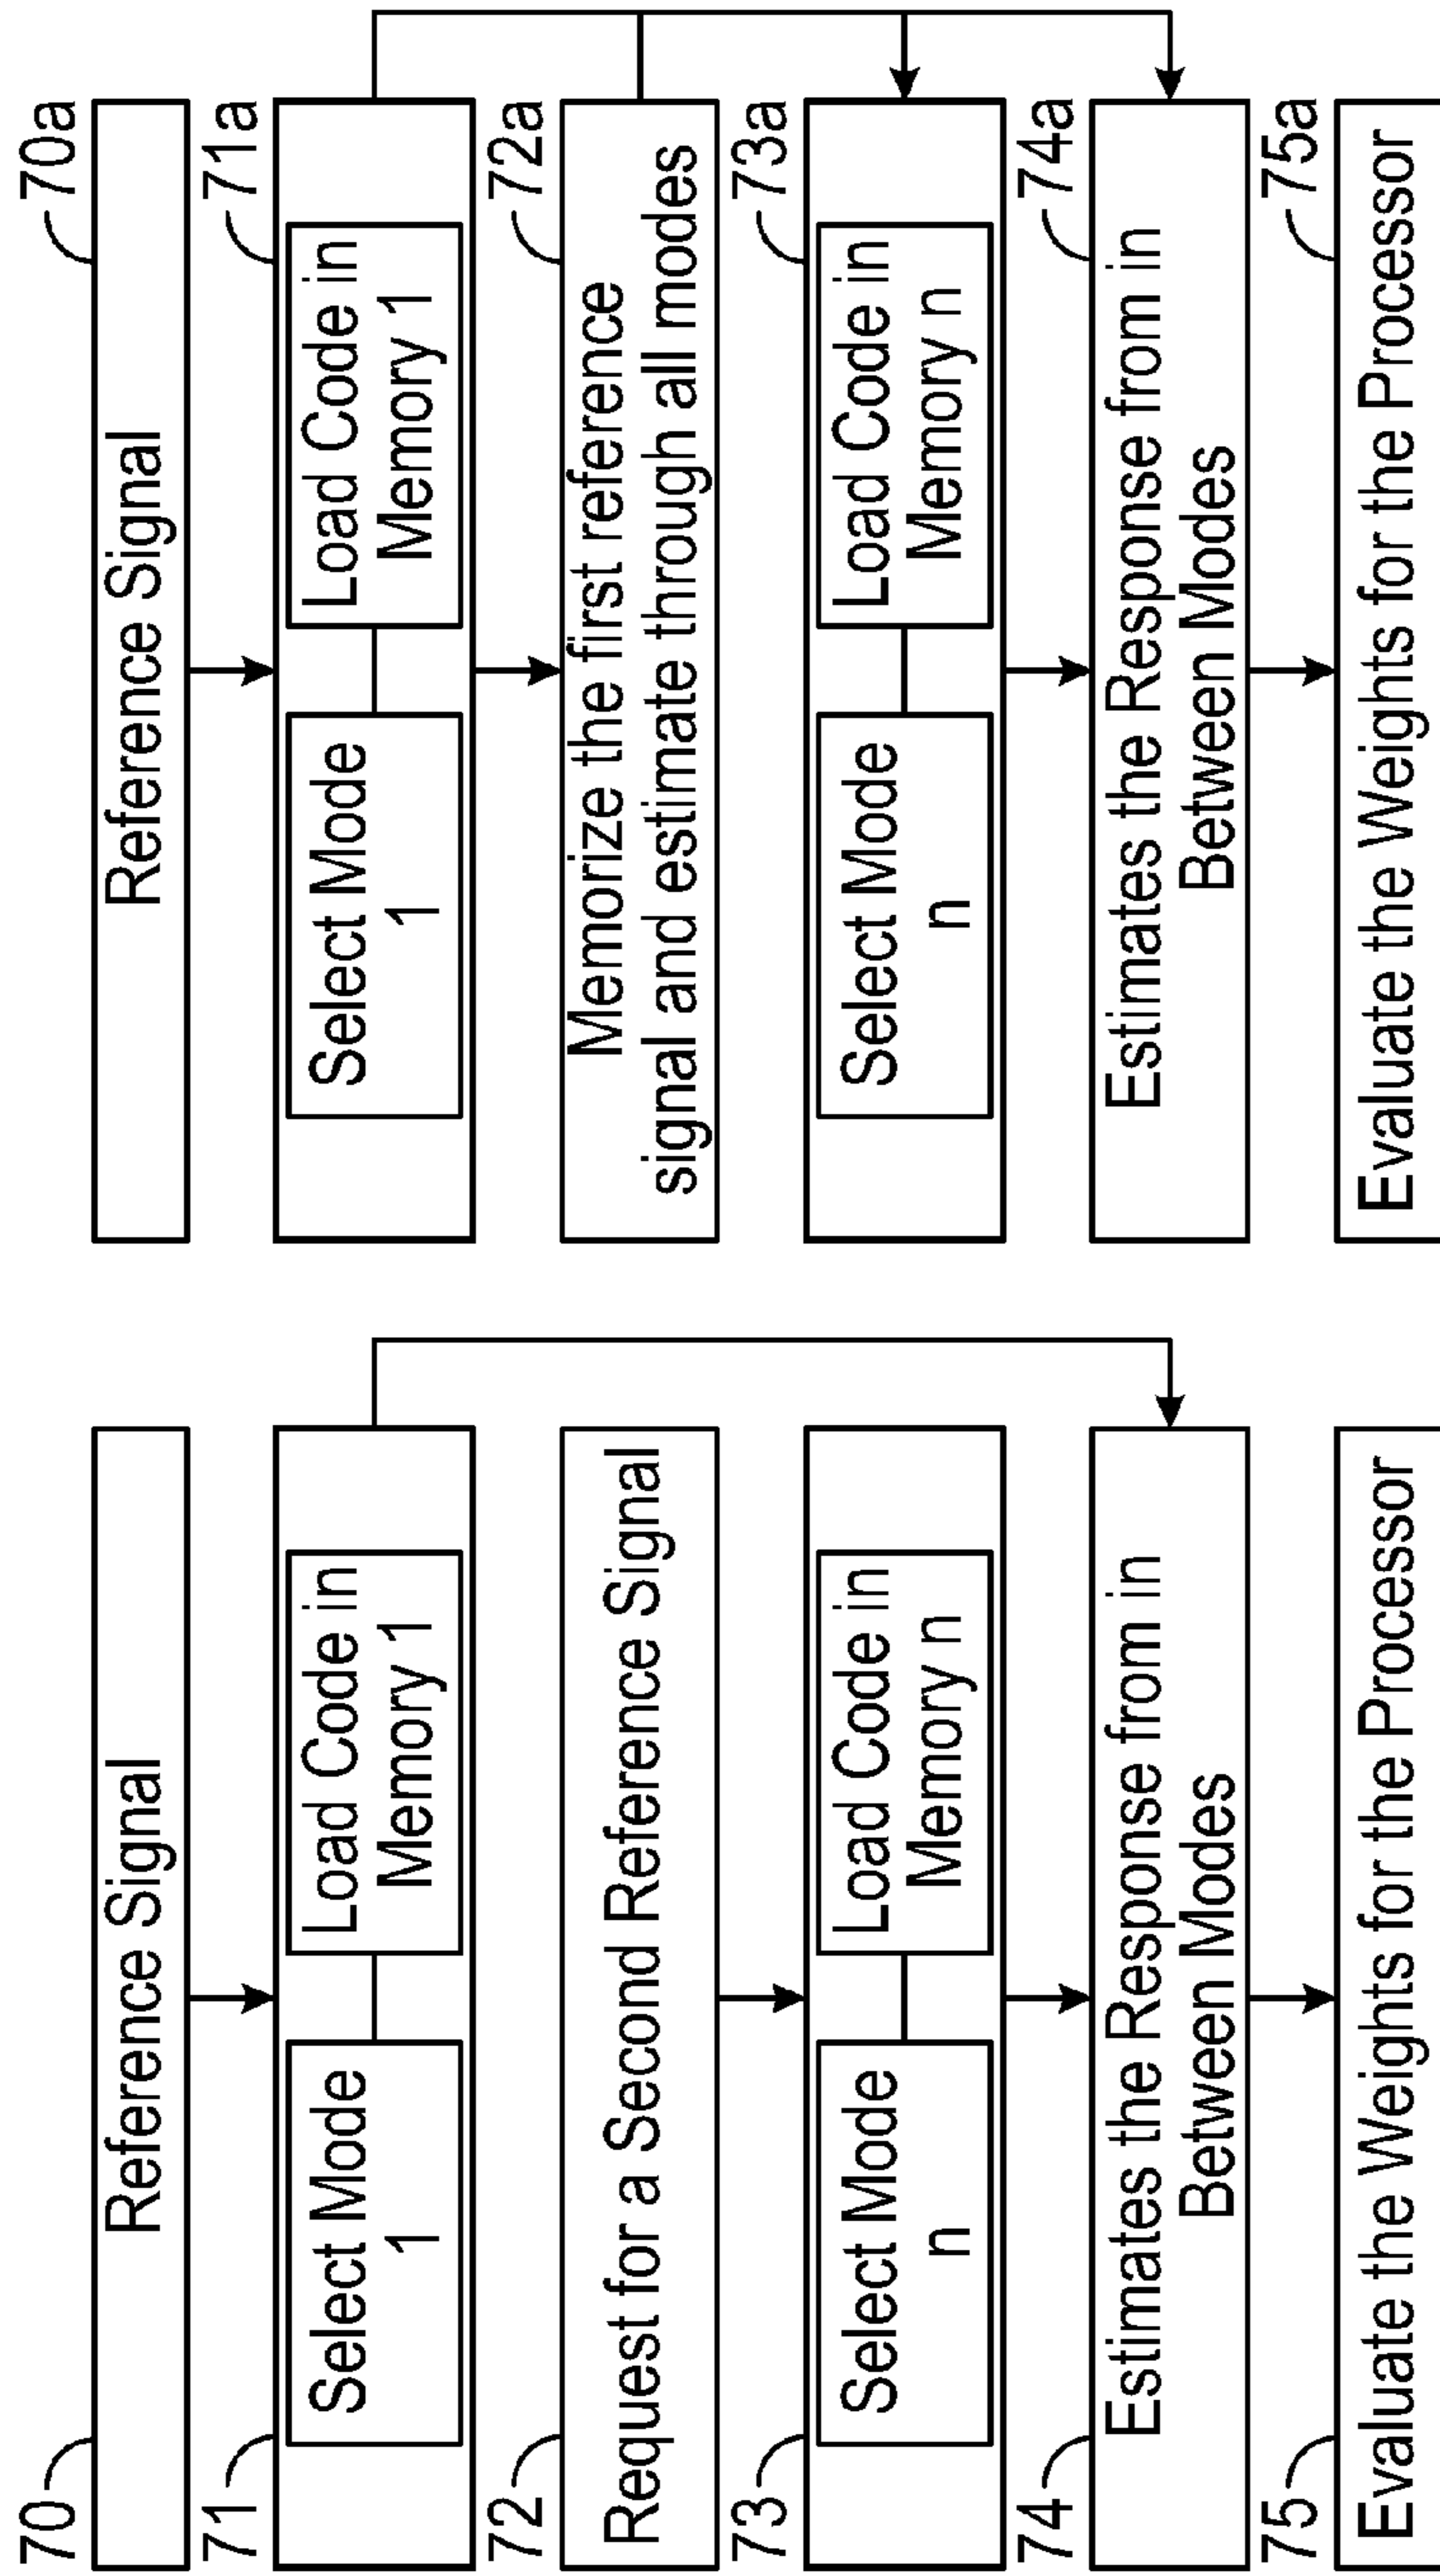 70
Reference Signal
71
Select Mode
1
Load Code in
Memory 1
72
Request for a Second Reference Signal
73
Select Mode
n
Load Code in
Memory n
74
Estimates the Response from in
Between Modes
75
Evaluate the Weights for the Processor
70a
Reference Signal
71a
Select Mode
1
Load Code in
Memory 1
72a
Memorize the first reference
signal and estimate through all modes
73a
Select Mode
n
Load Code in
Memory n
74a
Estimates the Response from in
Between Modes
75a
Evaluate the Weights for the Processor